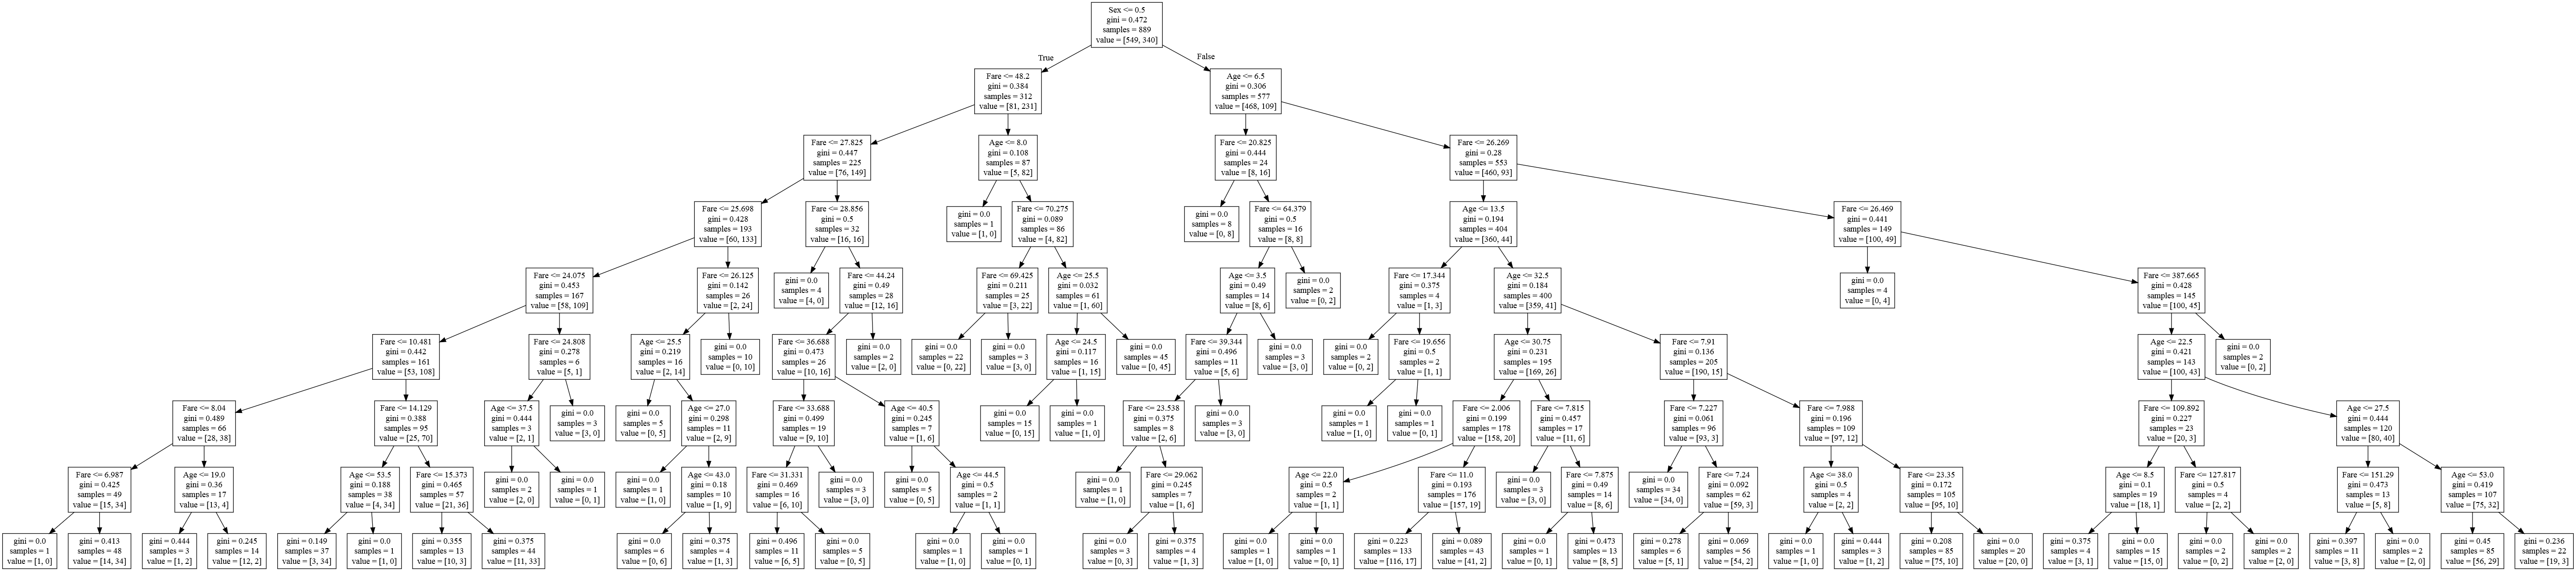 Sex <= 0.5
gini = 0.472
samples = 889
value = [549, 340]
True
False
Fare <= 48.2
gini = 0.384
samples = 312
value = [81, 231]
Age <= 6.5
gini = 0.306
samples = 577
value = [468, 109]
Fare <= 27.825
gini = 0.447
samples = 225
value = [76, 149]
Age <= 8.0
gini = 0.108
samples = 87
value = [5, 82]
Fare <= 20.825
gini = 0.444
samples = 24
value = [8, 16]
Fare <= 26.269
gini = 0.28
samples = 553
value = [460, 93]
Fare <= 25.698
gini = 0.428
samples = 193
value = [60, 133]
Fare <= 28.856
gini = 0.5
samples = 32
value = [16, 16]
gini = 0.0
samples = 1
value = [1, 0]
Fare <= 70.275
gini = 0.089
samples = 86
value = [4, 82]
gini = 0.0
samples = 8
value = [0, 8]
Fare <= 64.379
gini = 0.5
samples = 16
value = [8, 8]
Age <= 13.5
gini = 0.194
samples = 404
value = [360, 44]
Fare <= 26.469
gini = 0.441
samples = 149
value = [100, 49]
Fare <= 24.075
gini = 0.453
samples = 167
value = [58, 109]
Fare <= 26.125
gini = 0.142
samples = 26
value = [2, 24]
gini = 0.0
samples = 4
value = [4, 0]
Fare <= 44.24
gini = 0.49
samples = 28
value = [12, 16]
Fare <= 69.425
gini = 0.211
samples = 25
value = [3, 22]
Age <= 25.5
gini = 0.032
samples = 61
value = [1, 60]
Age <= 3.5
gini = 0.49
samples = 14
value = [8, 6]
gini = 0.0
samples = 2
value = [0, 2]
Fare <= 17.344
gini = 0.375
samples = 4
value = [1, 3]
Age <= 32.5
gini = 0.184
samples = 400
value = [359, 41]
gini = 0.0
samples = 4
value = [0, 4]
Fare <= 387.665
gini = 0.428
samples = 145
value = [100, 45]
Fare <= 10.481
gini = 0.442
samples = 161
value = [53, 108]
Fare <= 24.808
gini = 0.278
samples = 6
value = [5, 1]
Age <= 25.5
gini = 0.219
samples = 16
value = [2, 14]
gini = 0.0
samples = 10
value = [0, 10]
Fare <= 36.688
gini = 0.473
samples = 26
value = [10, 16]
gini = 0.0
samples = 2
value = [2, 0]
gini = 0.0
samples = 22
value = [0, 22]
gini = 0.0
samples = 3
value = [3, 0]
Age <= 24.5
gini = 0.117
samples = 16
value = [1, 15]
gini = 0.0
samples = 45
value = [0, 45]
Fare <= 39.344
gini = 0.496
samples = 11
value = [5, 6]
gini = 0.0
samples = 3
value = [3, 0]
gini = 0.0
samples = 2
value = [0, 2]
Fare <= 19.656
gini = 0.5
samples = 2
value = [1, 1]
Age <= 30.75
gini = 0.231
samples = 195
value = [169, 26]
Fare <= 7.91
gini = 0.136
samples = 205
value = [190, 15]
Age <= 22.5
gini = 0.421
samples = 143
value = [100, 43]
gini = 0.0
samples = 2
value = [0, 2]
Fare <= 8.04
gini = 0.489
samples = 66
value = [28, 38]
Fare <= 14.129
gini = 0.388
samples = 95
value = [25, 70]
Age <= 37.5
gini = 0.444
samples = 3
value = [2, 1]
gini = 0.0
samples = 3
value = [3, 0]
gini = 0.0
samples = 5
value = [0, 5]
Age <= 27.0
gini = 0.298
samples = 11
value = [2, 9]
Fare <= 33.688
gini = 0.499
samples = 19
value = [9, 10]
Age <= 40.5
gini = 0.245
samples = 7
value = [1, 6]
gini = 0.0
samples = 15
value = [0, 15]
gini = 0.0
samples = 1
value = [1, 0]
Fare <= 23.538
gini = 0.375
samples = 8
value = [2, 6]
gini = 0.0
samples = 3
value = [3, 0]
gini = 0.0
samples = 1
value = [1, 0]
gini = 0.0
samples = 1
value = [0, 1]
Fare <= 2.006
gini = 0.199
samples = 178
value = [158, 20]
Fare <= 7.815
gini = 0.457
samples = 17
value = [11, 6]
Fare <= 7.227
gini = 0.061
samples = 96
value = [93, 3]
Fare <= 7.988
gini = 0.196
samples = 109
value = [97, 12]
Fare <= 109.892
gini = 0.227
samples = 23
value = [20, 3]
Age <= 27.5
gini = 0.444
samples = 120
value = [80, 40]
Fare <= 6.987
gini = 0.425
samples = 49
value = [15, 34]
Age <= 19.0
gini = 0.36
samples = 17
value = [13, 4]
Age <= 53.5
gini = 0.188
samples = 38
value = [4, 34]
Fare <= 15.373
gini = 0.465
samples = 57
value = [21, 36]
gini = 0.0
samples = 2
value = [2, 0]
gini = 0.0
samples = 1
value = [0, 1]
gini = 0.0
samples = 1
value = [1, 0]
Age <= 43.0
gini = 0.18
samples = 10
value = [1, 9]
Fare <= 31.331
gini = 0.469
samples = 16
value = [6, 10]
gini = 0.0
samples = 3
value = [3, 0]
gini = 0.0
samples = 5
value = [0, 5]
Age <= 44.5
gini = 0.5
samples = 2
value = [1, 1]
gini = 0.0
samples = 1
value = [1, 0]
Fare <= 29.062
gini = 0.245
samples = 7
value = [1, 6]
Age <= 22.0
gini = 0.5
samples = 2
value = [1, 1]
Fare <= 11.0
gini = 0.193
samples = 176
value = [157, 19]
gini = 0.0
samples = 3
value = [3, 0]
Fare <= 7.875
gini = 0.49
samples = 14
value = [8, 6]
gini = 0.0
samples = 34
value = [34, 0]
Fare <= 7.24
gini = 0.092
samples = 62
value = [59, 3]
Age <= 38.0
gini = 0.5
samples = 4
value = [2, 2]
Fare <= 23.35
gini = 0.172
samples = 105
value = [95, 10]
Age <= 8.5
gini = 0.1
samples = 19
value = [18, 1]
Fare <= 127.817
gini = 0.5
samples = 4
value = [2, 2]
Fare <= 151.29
gini = 0.473
samples = 13
value = [5, 8]
Age <= 53.0
gini = 0.419
samples = 107
value = [75, 32]
gini = 0.0
samples = 1
value = [1, 0]
gini = 0.413
samples = 48
value = [14, 34]
gini = 0.444
samples = 3
value = [1, 2]
gini = 0.245
samples = 14
value = [12, 2]
gini = 0.149
samples = 37
value = [3, 34]
gini = 0.0
samples = 1
value = [1, 0]
gini = 0.355
samples = 13
value = [10, 3]
gini = 0.375
samples = 44
value = [11, 33]
gini = 0.0
samples = 6
value = [0, 6]
gini = 0.375
samples = 4
value = [1, 3]
gini = 0.496
samples = 11
value = [6, 5]
gini = 0.0
samples = 5
value = [0, 5]
gini = 0.0
samples = 1
value = [1, 0]
gini = 0.0
samples = 1
value = [0, 1]
gini = 0.0
samples = 3
value = [0, 3]
gini = 0.375
samples = 4
value = [1, 3]
gini = 0.0
samples = 1
value = [1, 0]
gini = 0.0
samples = 1
value = [0, 1]
gini = 0.223
samples = 133
value = [116, 17]
gini = 0.089
samples = 43
value = [41, 2]
gini = 0.0
samples = 1
value = [0, 1]
gini = 0.473
samples = 13
value = [8, 5]
gini = 0.278
samples = 6
value = [5, 1]
gini = 0.069
samples = 56
value = [54, 2]
gini = 0.0
samples = 1
value = [1, 0]
gini = 0.444
samples = 3
value = [1, 2]
gini = 0.208
samples = 85
value = [75, 10]
gini = 0.0
samples = 20
value = [20, 0]
gini = 0.375
samples = 4
value = [3, 1]
gini = 0.0
samples = 15
value = [15, 0]
gini = 0.0
samples = 2
value = [0, 2]
gini = 0.0
samples = 2
value = [2, 0]
gini = 0.397
samples = 11
value = [3, 8]
gini = 0.0
samples = 2
value = [2, 0]
gini = 0.45
samples = 85
value = [56, 29]
gini = 0.236
samples = 22
value = [19, 3]